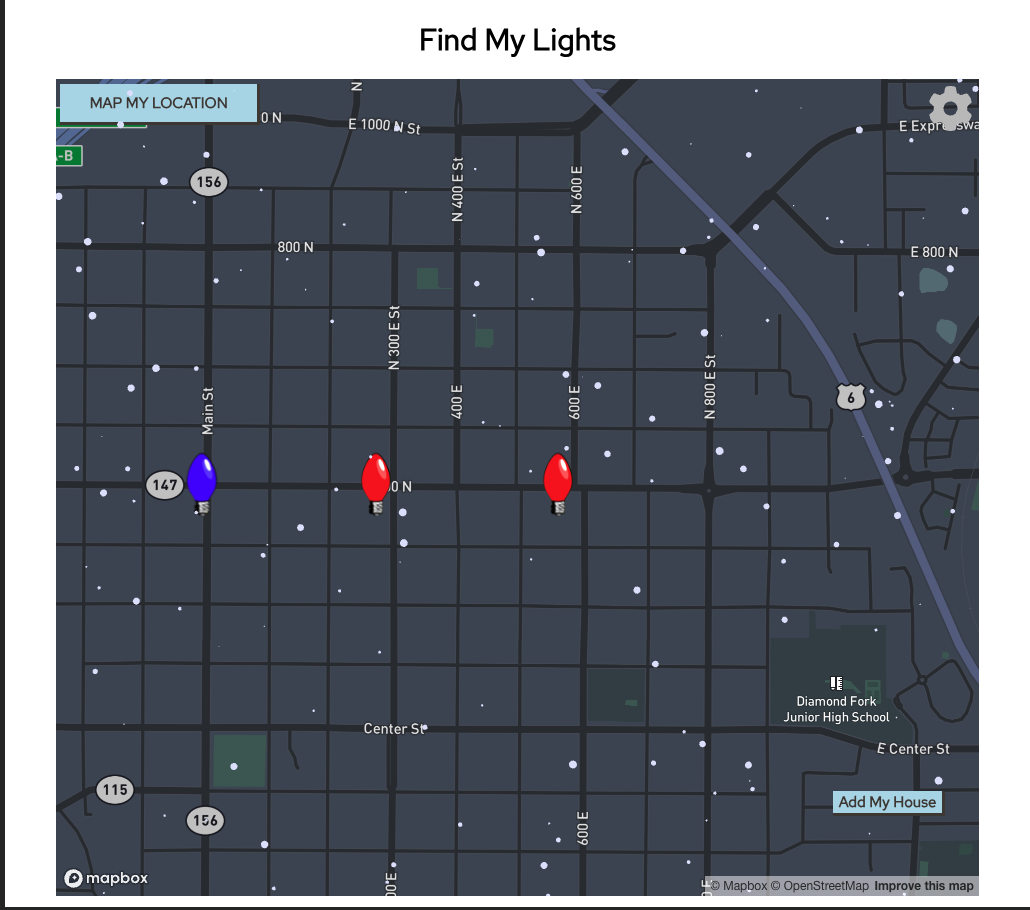 Find My Lights
MAP MY LOCATION
0 N
N
E 1000 N St
E Expresswa
-B
156
N 400 E St
N 600 E
800 N
E 800 N
N 300 E St
Main St
400 E
600 E
N 800 E St
6
147
0 N
Diamond Fork
Junior High School
Center St
E Center St
115
Add My House
156
600 E
mapbox
© Mapbox © OpenStreetMap Improve this map